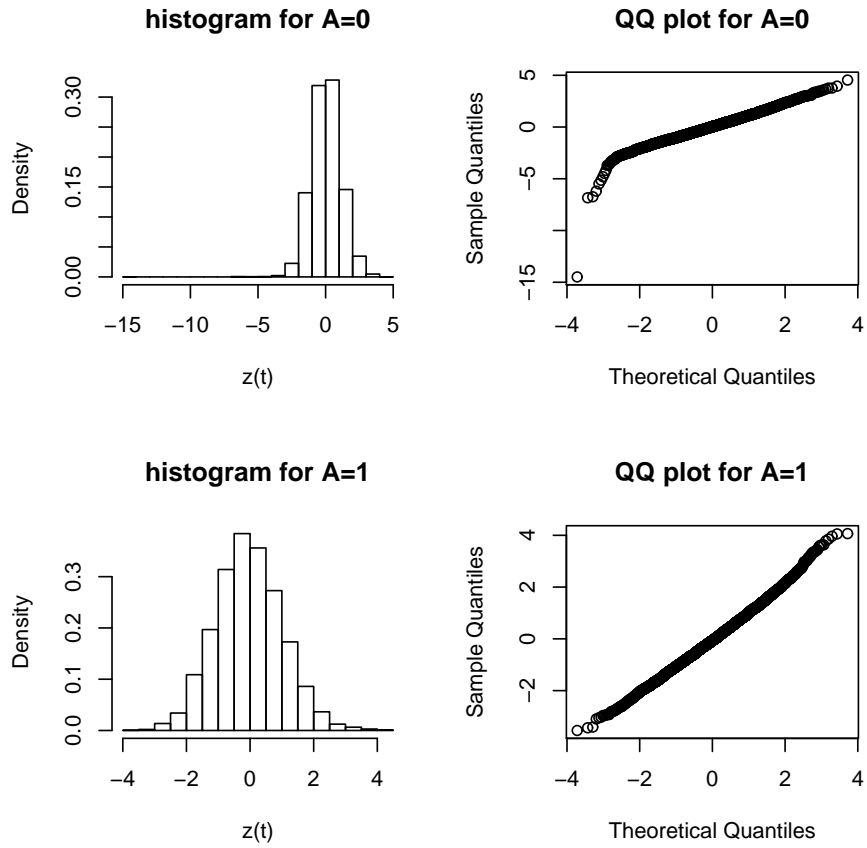 histogram for A=0
Density
0.00 0.15 0.30
−15 −10 −5 0 5
z(t)
QQ plot for A=0
Sample Quantiles
−15 −5 0 5
−4 −2 0 2 4
Theoretical Quantiles
histogram for A=1
Density
0.0 0.1 0.2 0.3
−4 −2 0 2 4
z(t)
QQ plot for A=1
Sample Quantiles
−2 0 2 4
−4 −2 0 2 4
Theoretical Quantiles